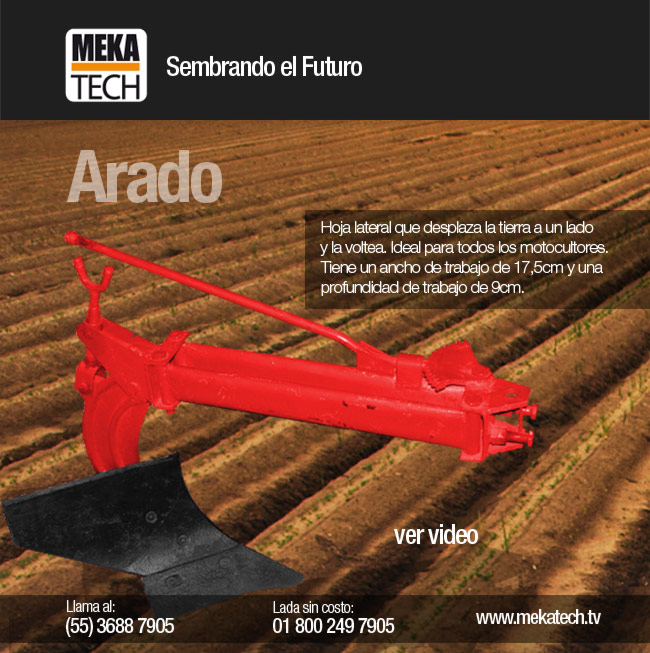 MEKA
TECH
Sembrando el Futuro
Arado
Hoja lateral que desplaza la tierra a un lado
y la voltea. Ideal para todos los motocultores.
Tiene un ancho de trabajo de 17,5cm y una
profundidad de trabajo de 9cm.
ver video
Llama al:
(55) 3688 7905
Lada sin costo:
01 800 249 7905
www.mekatech.tv